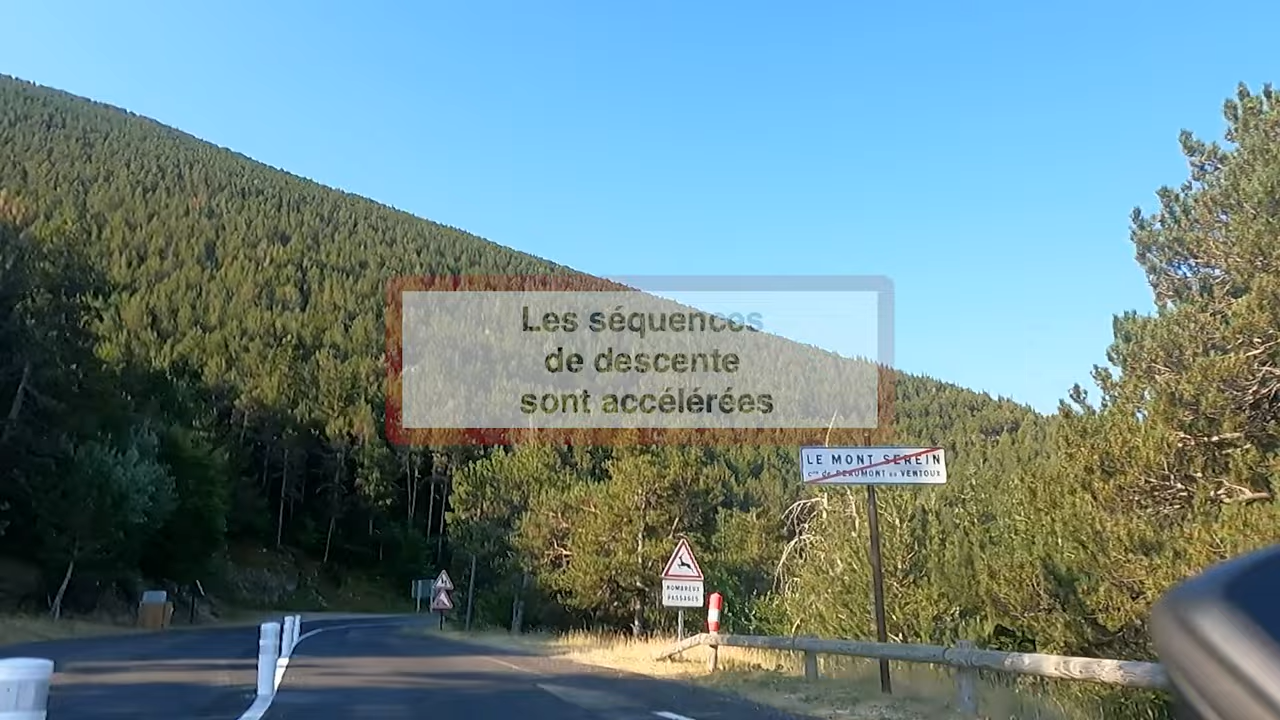 Les séquences
de descente
sont accélérées
LE MONT SEREIN
cne de BEAUMONT DU VENTOUX
NOMBREUX
PASSAGES